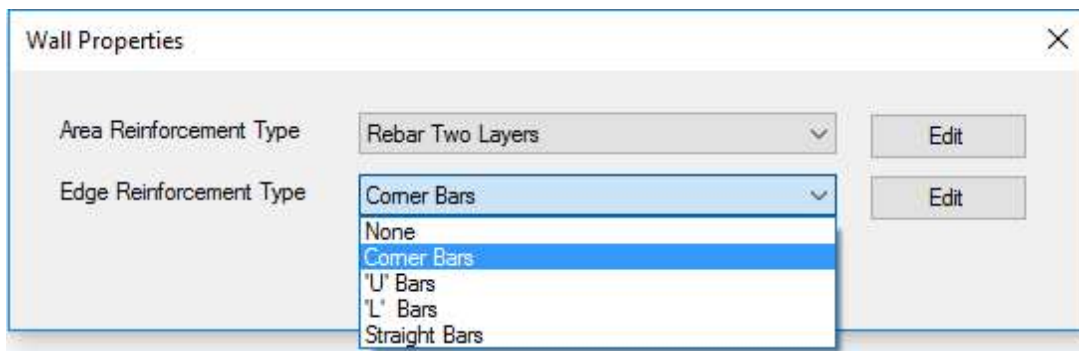 Wall Properties
Area Reinforcement Type Rebar Two Layers Edit
Edge Reinforcement Type Corner Bars Edit
None
Corner Bars
'U' Bars
'L' Bars
Straight Bars